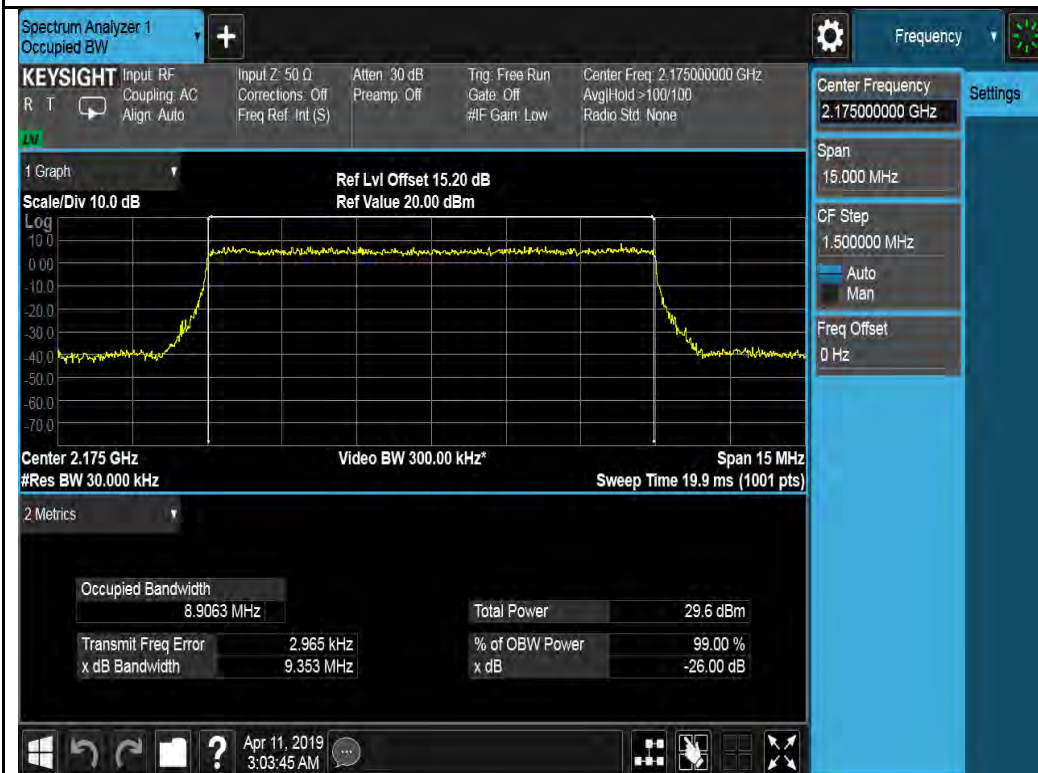 Spectrum Analyzer 1
Occupied BW
+
Frequency
KEYSIGHT
R T
LNI
Input: RF
Coupling: AC
Align: Auto
Input Z: 50 Ω
Corrections: Off
Freq Ref: Int (S)
Atten: 30 dB
Preamp: Off
Trig: Free Run
Gate: Off
#IF Gain: Low
Center Freq: 2.175000000 GHz
Avg|Hold >100/100
Radio Std: None
Center Frequency
2.175000000 GHz
Settings
Span
15.000 MHz
CF Step
1.500000 MHz
Auto
Man
Freq Offset
0 Hz
1 Graph
Scale/Div 10.0 dB
Ref Lvl Offset 15.20 dB
Ref Value 20.00 dBm
Log
10.0
0.00
-10.0
-20.0
-30.0
-40.0
-50.0
-60.0
-70.0
Center 2.175 GHz
#Res BW 30.000 kHz
Video BW 300.00 kHz*
Span 15 MHz
Sweep Time 19.9 ms (1001 pts)
2 Metrics
Occupied Bandwidth
8.9063 MHz
Total Power 29.6 dBm
Transmit Freq Error 2.965 kHz
% of OBW Power 99.00 %
x dB Bandwidth 9.353 MHz
x dB -26.00 dB
?
Apr 11, 2019
3:03:45 AM